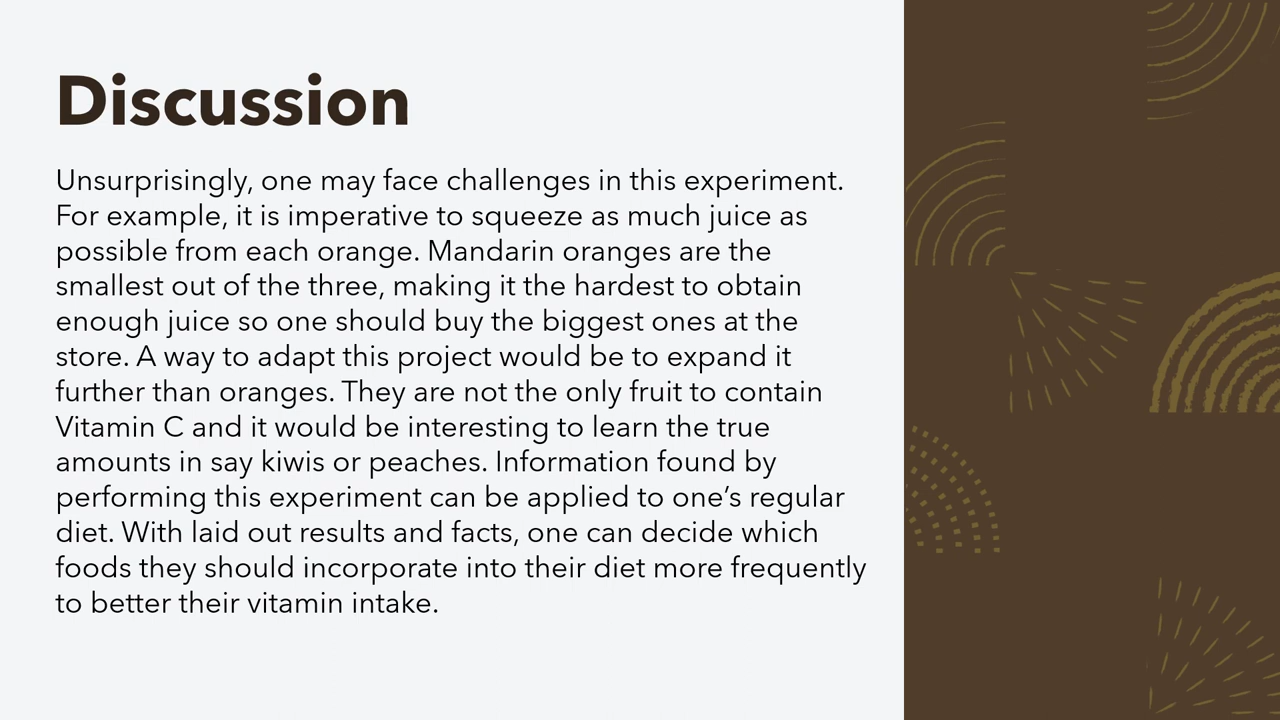 Discussion
Unsurprisingly, one may face challenges in this experiment.
For example, it is imperative to squeeze as much juice as
possible from each orange. Mandarin oranges are the
smallest out of the three, making it the hardest to obtain
enough juice so one should buy the biggest ones at the
store. A way to adapt this project would be to expand it
further than oranges. They are not the only fruit to contain
Vitamin C and it would be interesting to learn the true
amounts in say kiwis or peaches. Information found by
performing this experiment can be applied to one’s regular
diet. With laid out results and facts, one can decide which
foods they should incorporate into their diet more frequently
to better their vitamin intake.